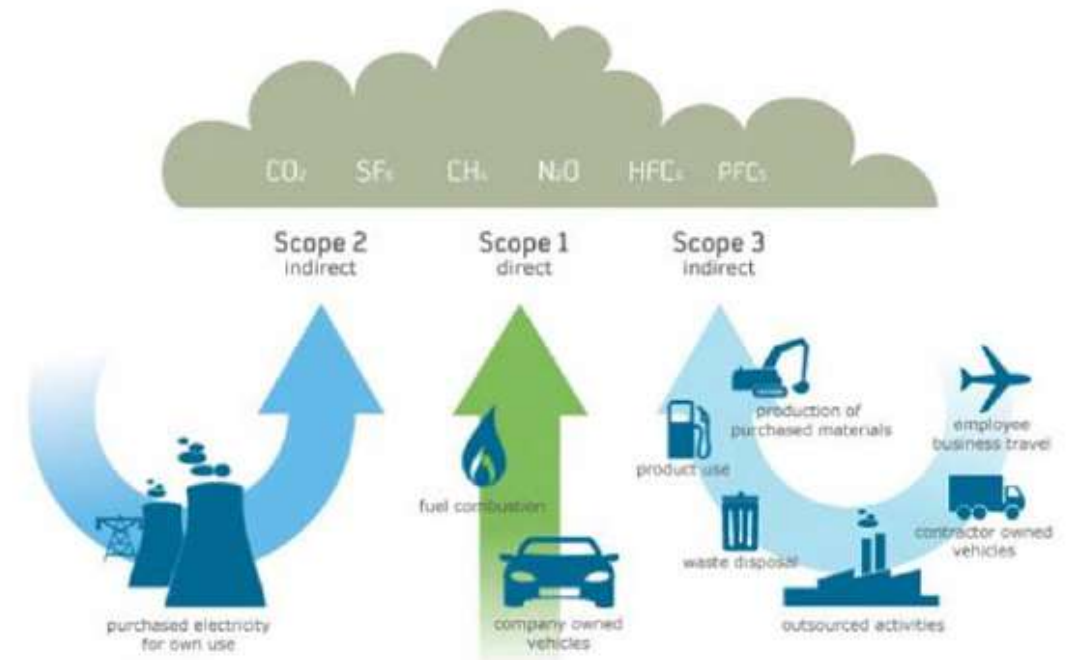 CO₂ SF₆ CH₄ N₂O HFCs PFCs
Scope 2
indirect
Scope 1
direct
Scope 3
indirect
purchased electricity
for own use
fuel combustion
company owned
vehicles
production of
purchased materials
product use
waste disposal
outsourced activities
employee
business travel
contractor owned
vehicles